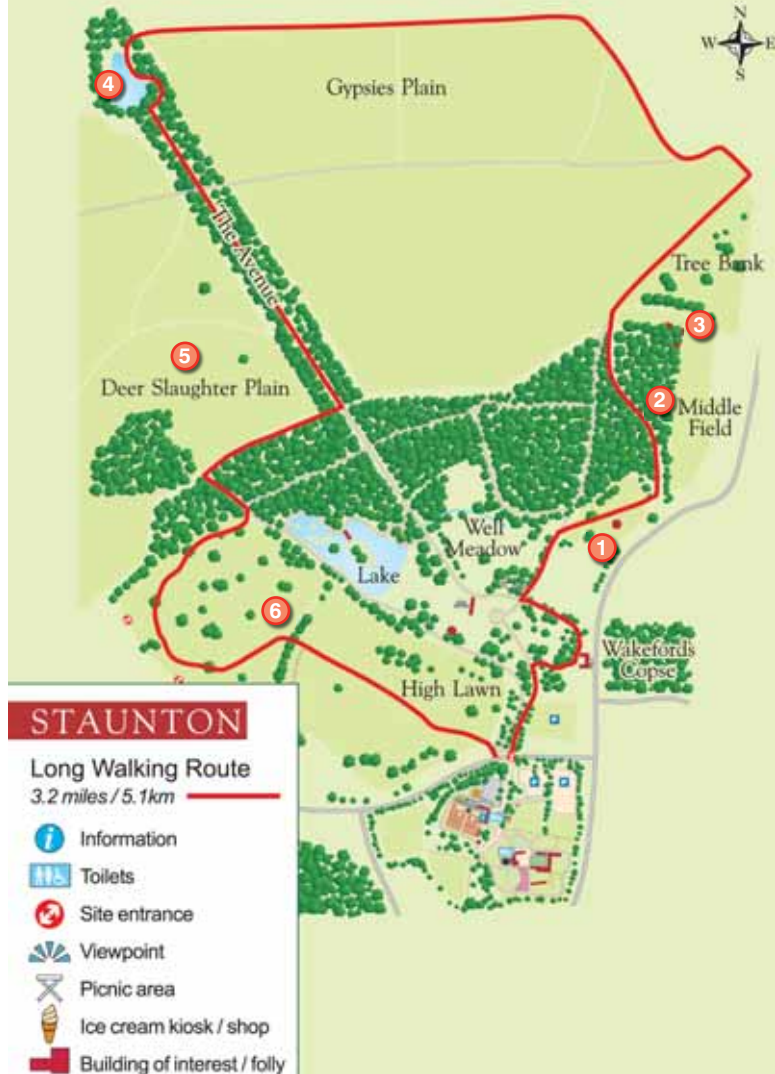 N
W E
S
4
Gypsies Plain
The Avenue
Tree Bank
3
5
Deer Slaughter Plain
2
Middle
Field
Well
Meadow
1
Lake
6
Wakefords
Copse
High Lawn
P
P
P
STAUNTON
Long Walking Route
3.2 miles / 5.1km
i Information
Toilets
Site entrance
Viewpoint
Picnic area
Ice cream kiosk / shop
Building of interest / folly